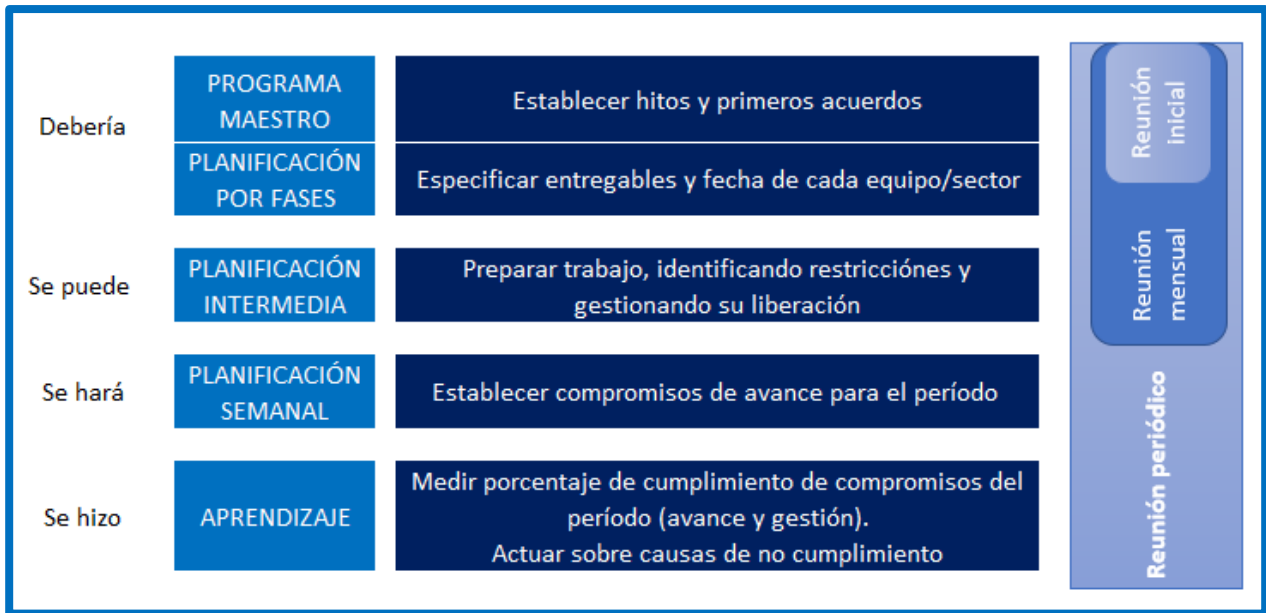 Debería
PROGRAMA
MAESTRO
Establecer hitos y primeros acuerdos
PLANIFICACIÓN
POR FASES
Especificar entregables y fecha de cada equipo/sector
Se puede
PLANIFICACIÓN
INTERMEDIA
Preparar trabajo, identificando restricciónes y
gestionando su liberación
Se hará
PLANIFICACIÓN
SEMANAL
Establecer compromisos de avance para el período
Se hizo
APRENDIZAJE
Medir porcentaje de cumplimiento de compromisos del
período (avance y gestión).
Actuar sobre causas de no cumplimiento
Reunión
inicial
Reunión
mensual
Reunión periódico